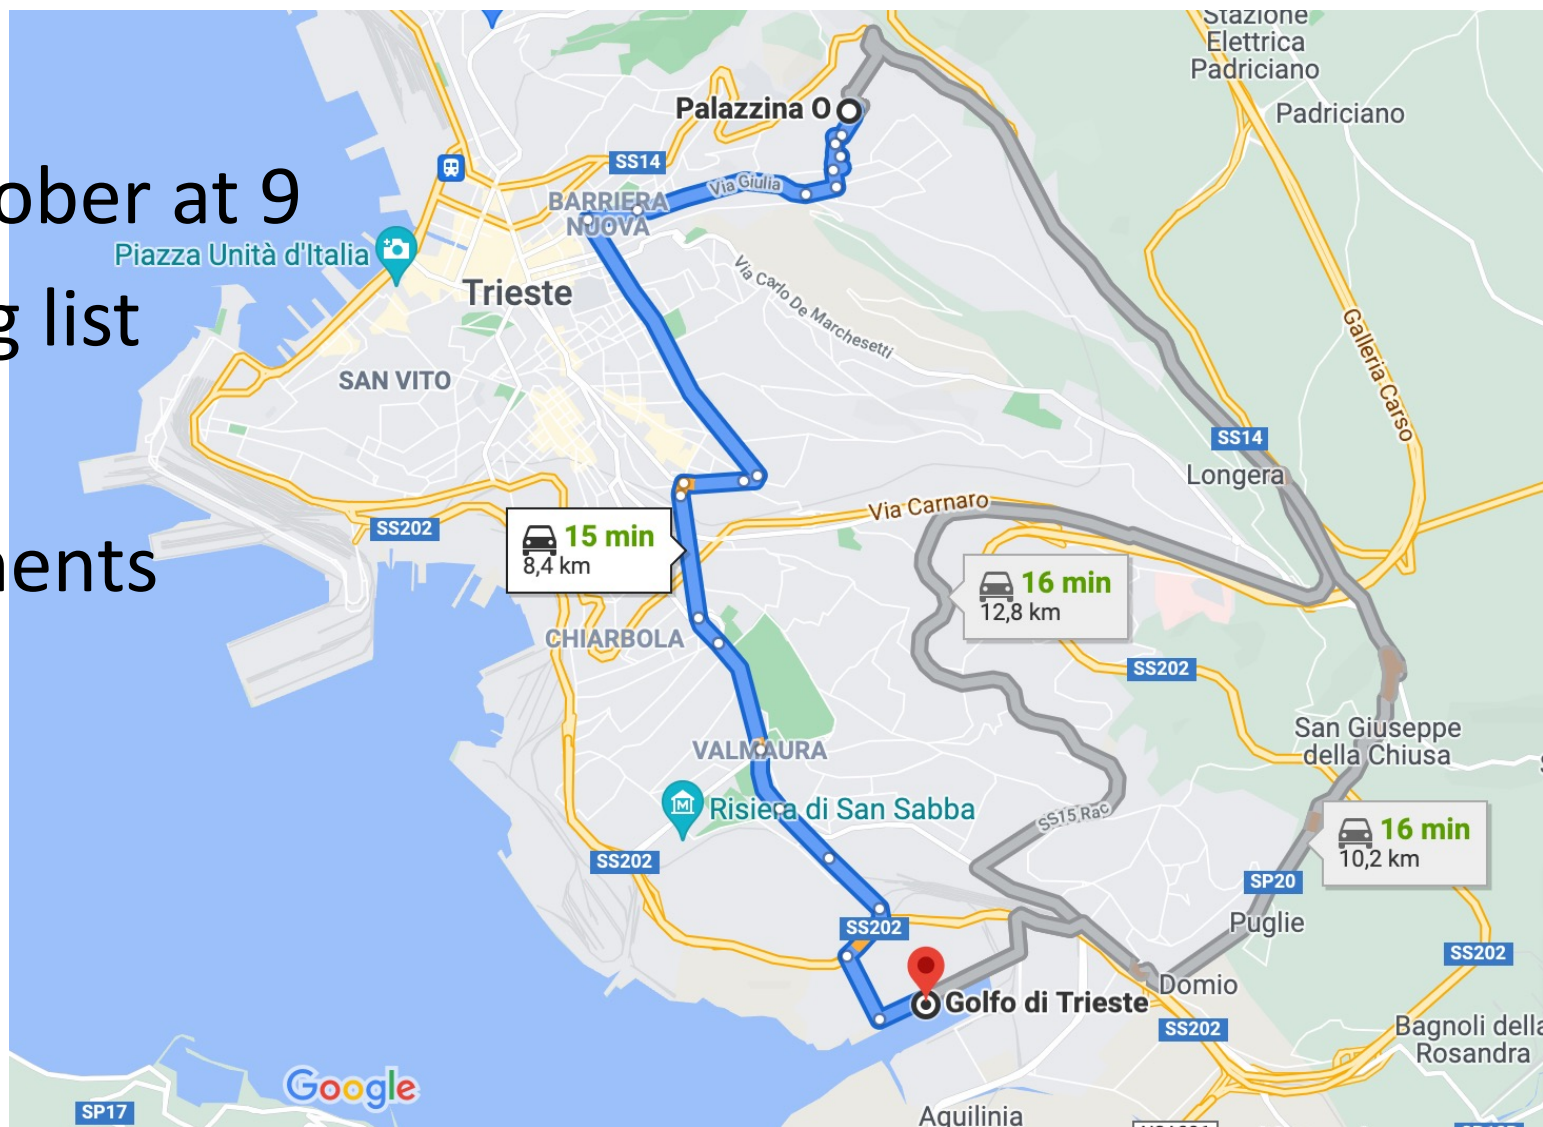 Stazione
Elettrica
Padriciano
Palazzina O
Padriciano
SS14
ober at 9
Via Giulia
BARRIERA
NUOVA
Piazza Unità d'Italia
Trieste
Via Carlo De Marchesetti
g list
Galleria Carso
SAN VITO
SS14
Longera
Via Carnaro
SS202
15 min
8,4 km
nents
16 min
12,8 km
CHIARBOLA
SS202
San Giuseppe
della Chiusa
VALMAURA
Risiera di San Sabba
SS15 Rac
16 min
10,2 km
SS202
SP20
Puglie
SS202
SS202
Domio
Golfo di Trieste
SS202
Bagnoli della
Rosandra
Google
SP17
Aquilinia